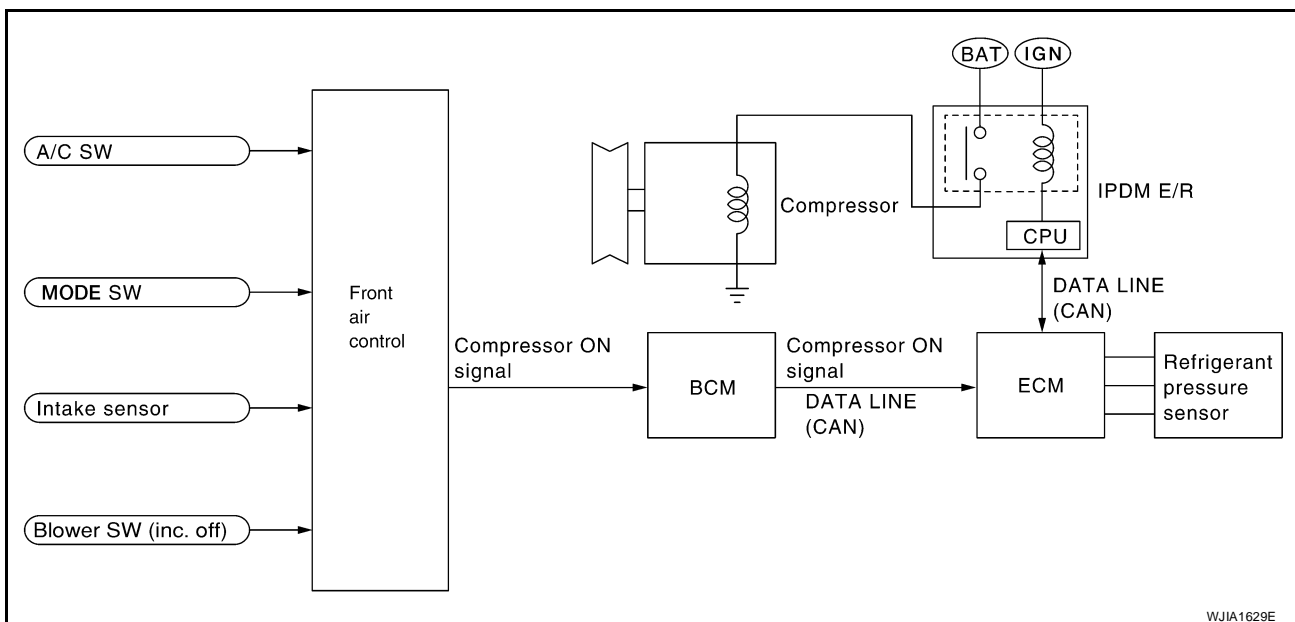 BAT
IGN
A/C SW
MODE SW
Intake sensor
Blower SW (inc. off)
Front
air
control
Compressor ON
signal
BCM
Compressor ON
signal
DATA LINE
(CAN)
ECM
Refrigerant
pressure
sensor
DATA LINE
(CAN)
CPU
IPDM E/R
Compressor
WJIA1629E